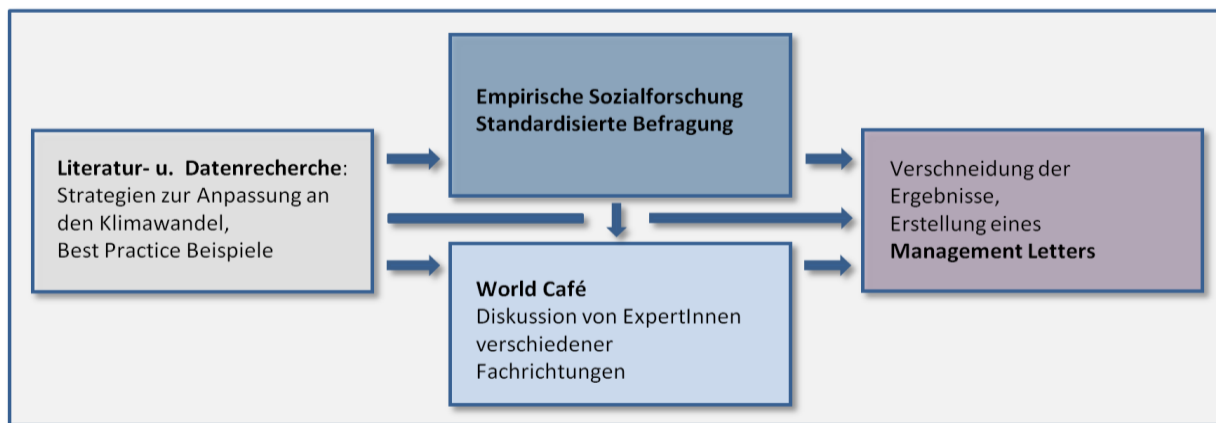 Literatur- u. Datenrecherche:
Strategien zur Anpassung an
den Klimawandel,
Best Practice Beispiele
Empirische Sozialforschung
Standardisierte Befragung
World Café
Diskussion von ExpertInnen
verschiedener
Fachrichtungen
Verschneidung der
Ergebnisse,
Erstellung eines
Management Letters